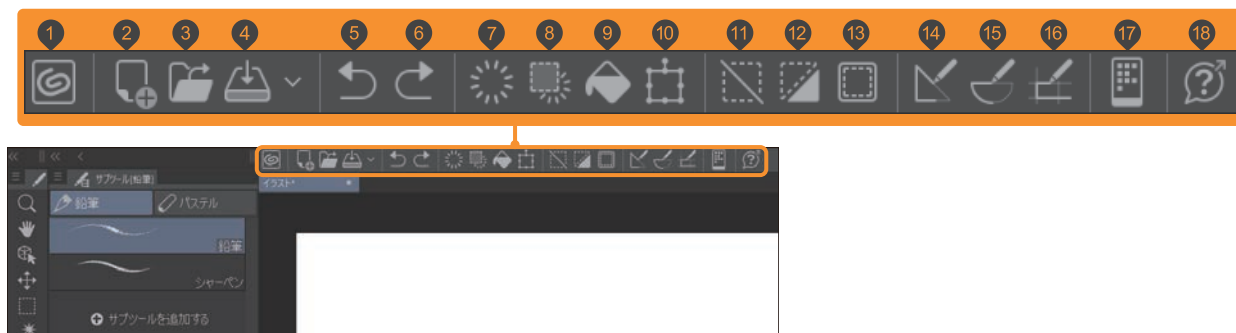 1 2 3 4 5 6 7 8 9 10 11 12 13 14 15 16 17 18
サブツール[鉛筆]
イラスト*
鉛筆 パステル
鉛筆
シャーペン
サブツールを追加する